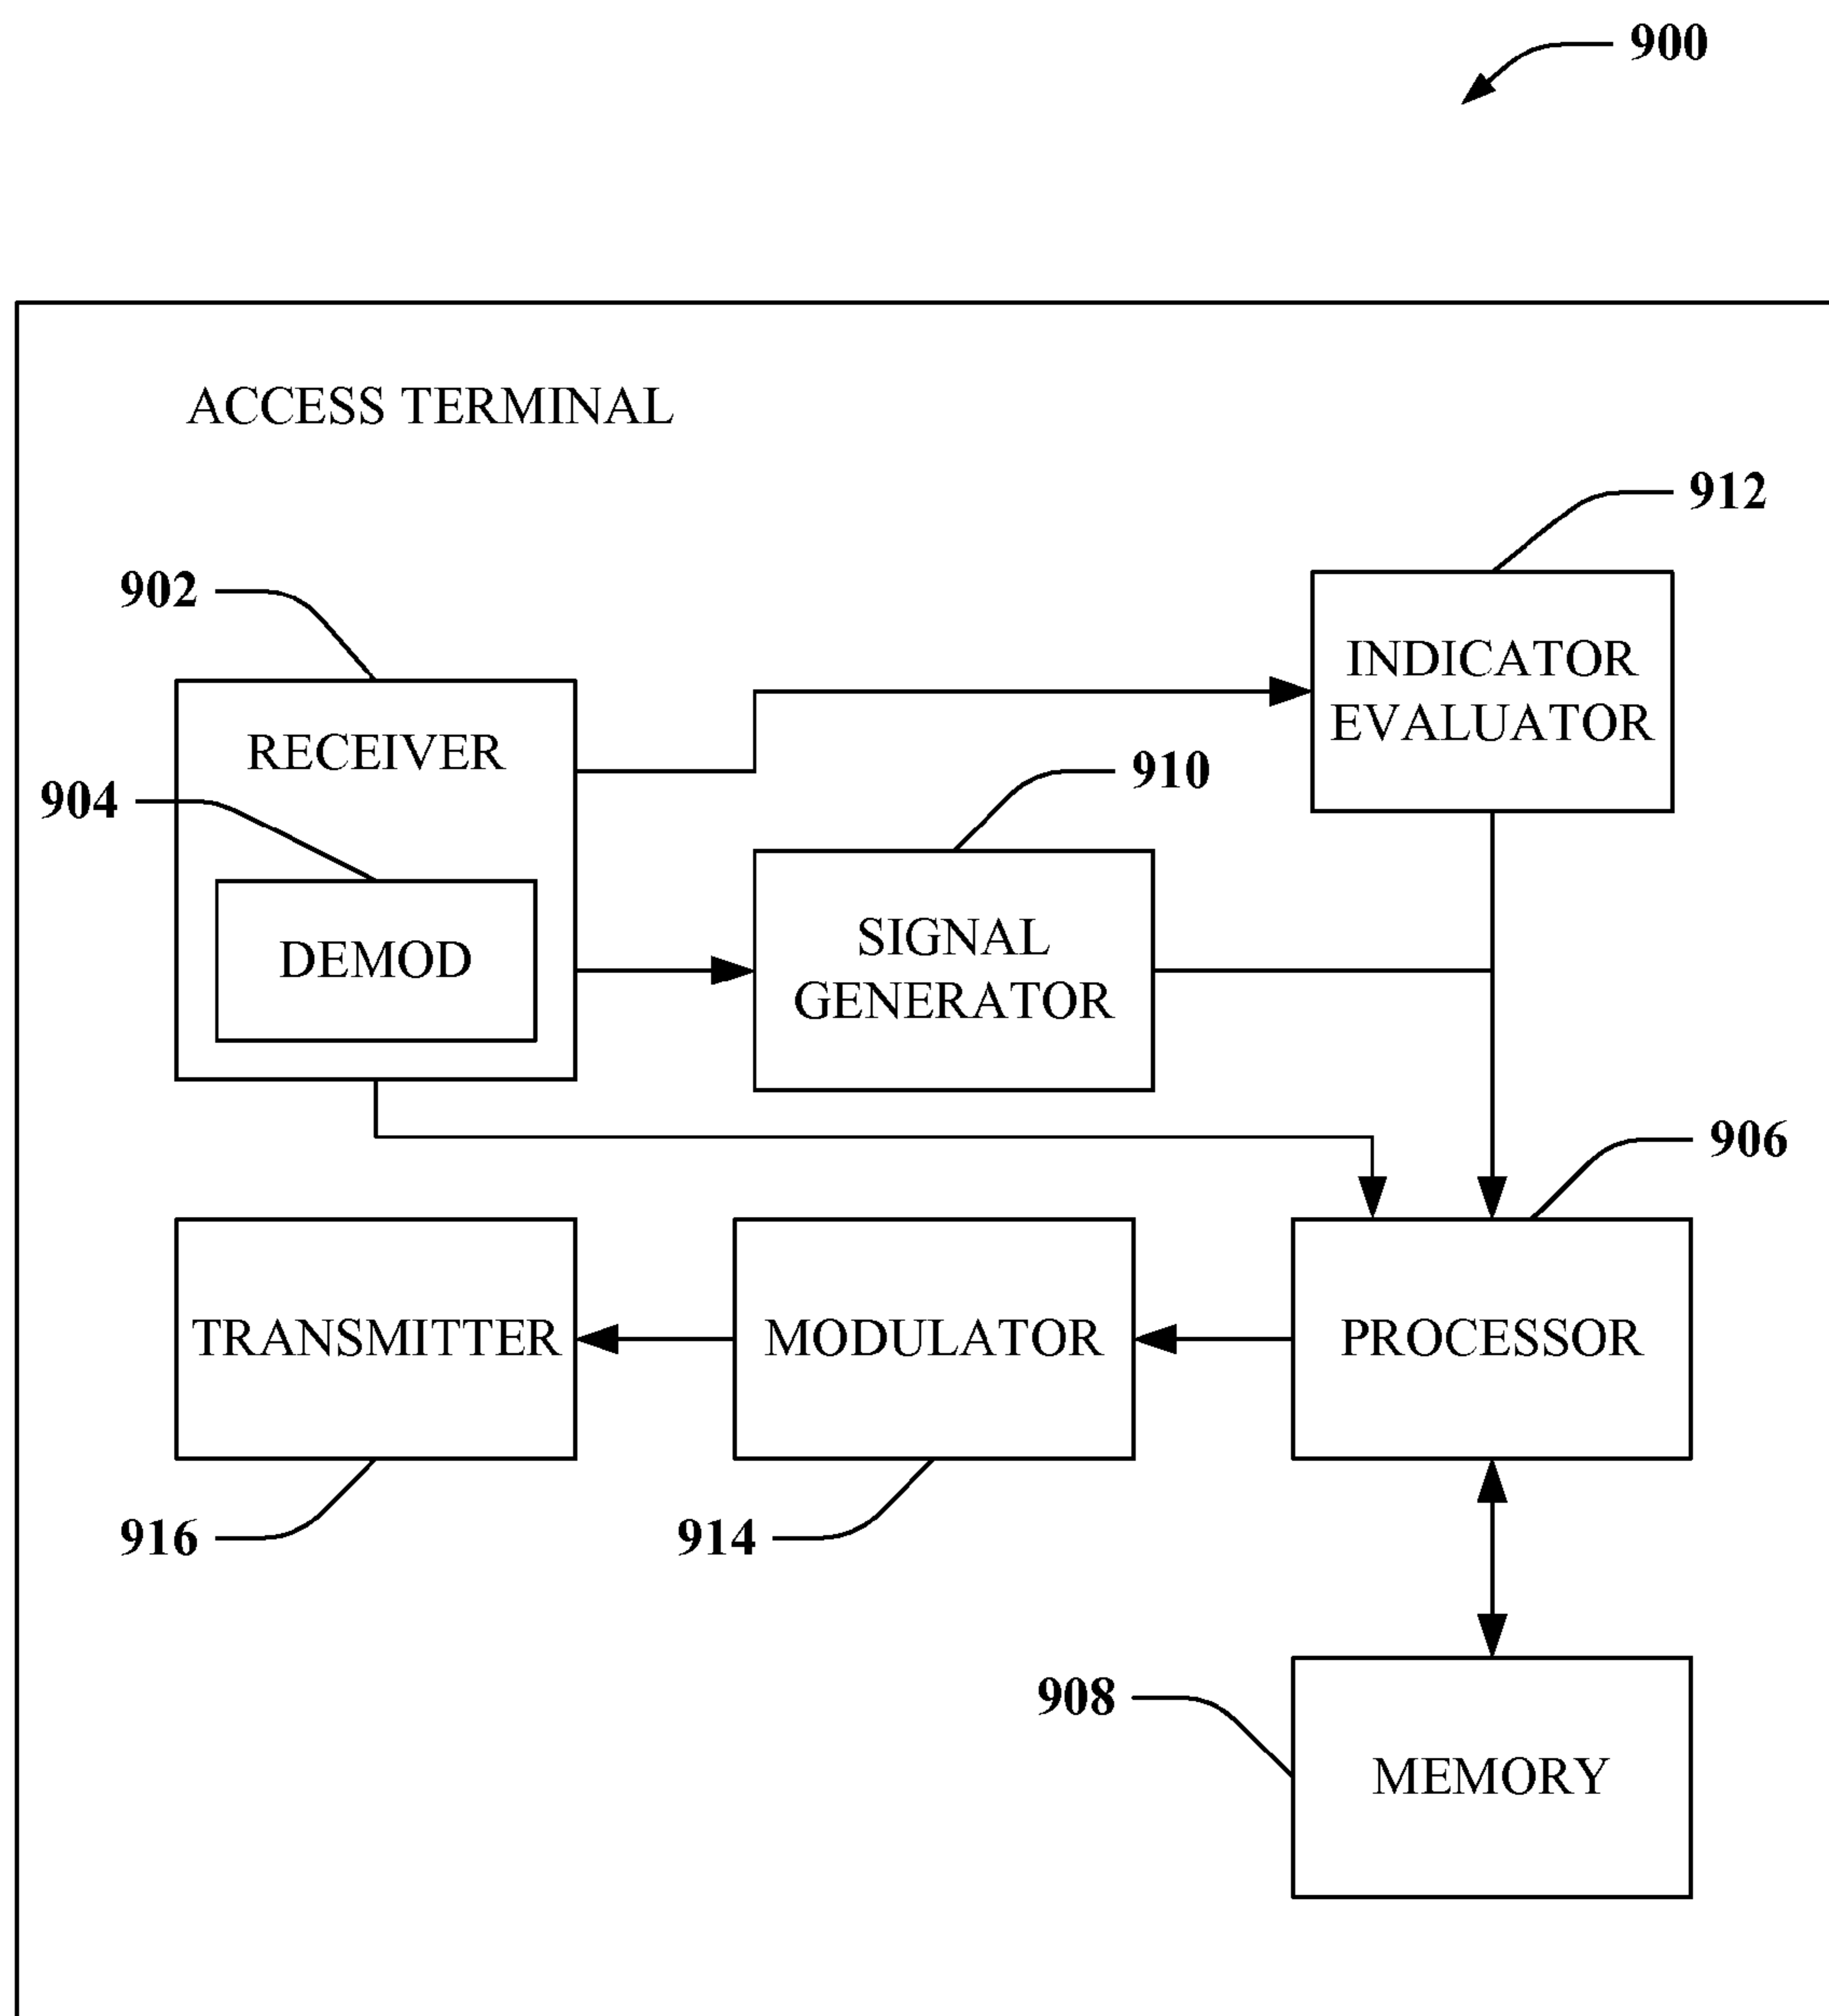 900
ACCESS TERMINAL
912
902
INDICATOR
EVALUATOR
RECEIVER
910
904
SIGNAL
GENERATOR
DEMOD
906
TRANSMITTER
MODULATOR
PROCESSOR
916
914
908
MEMORY